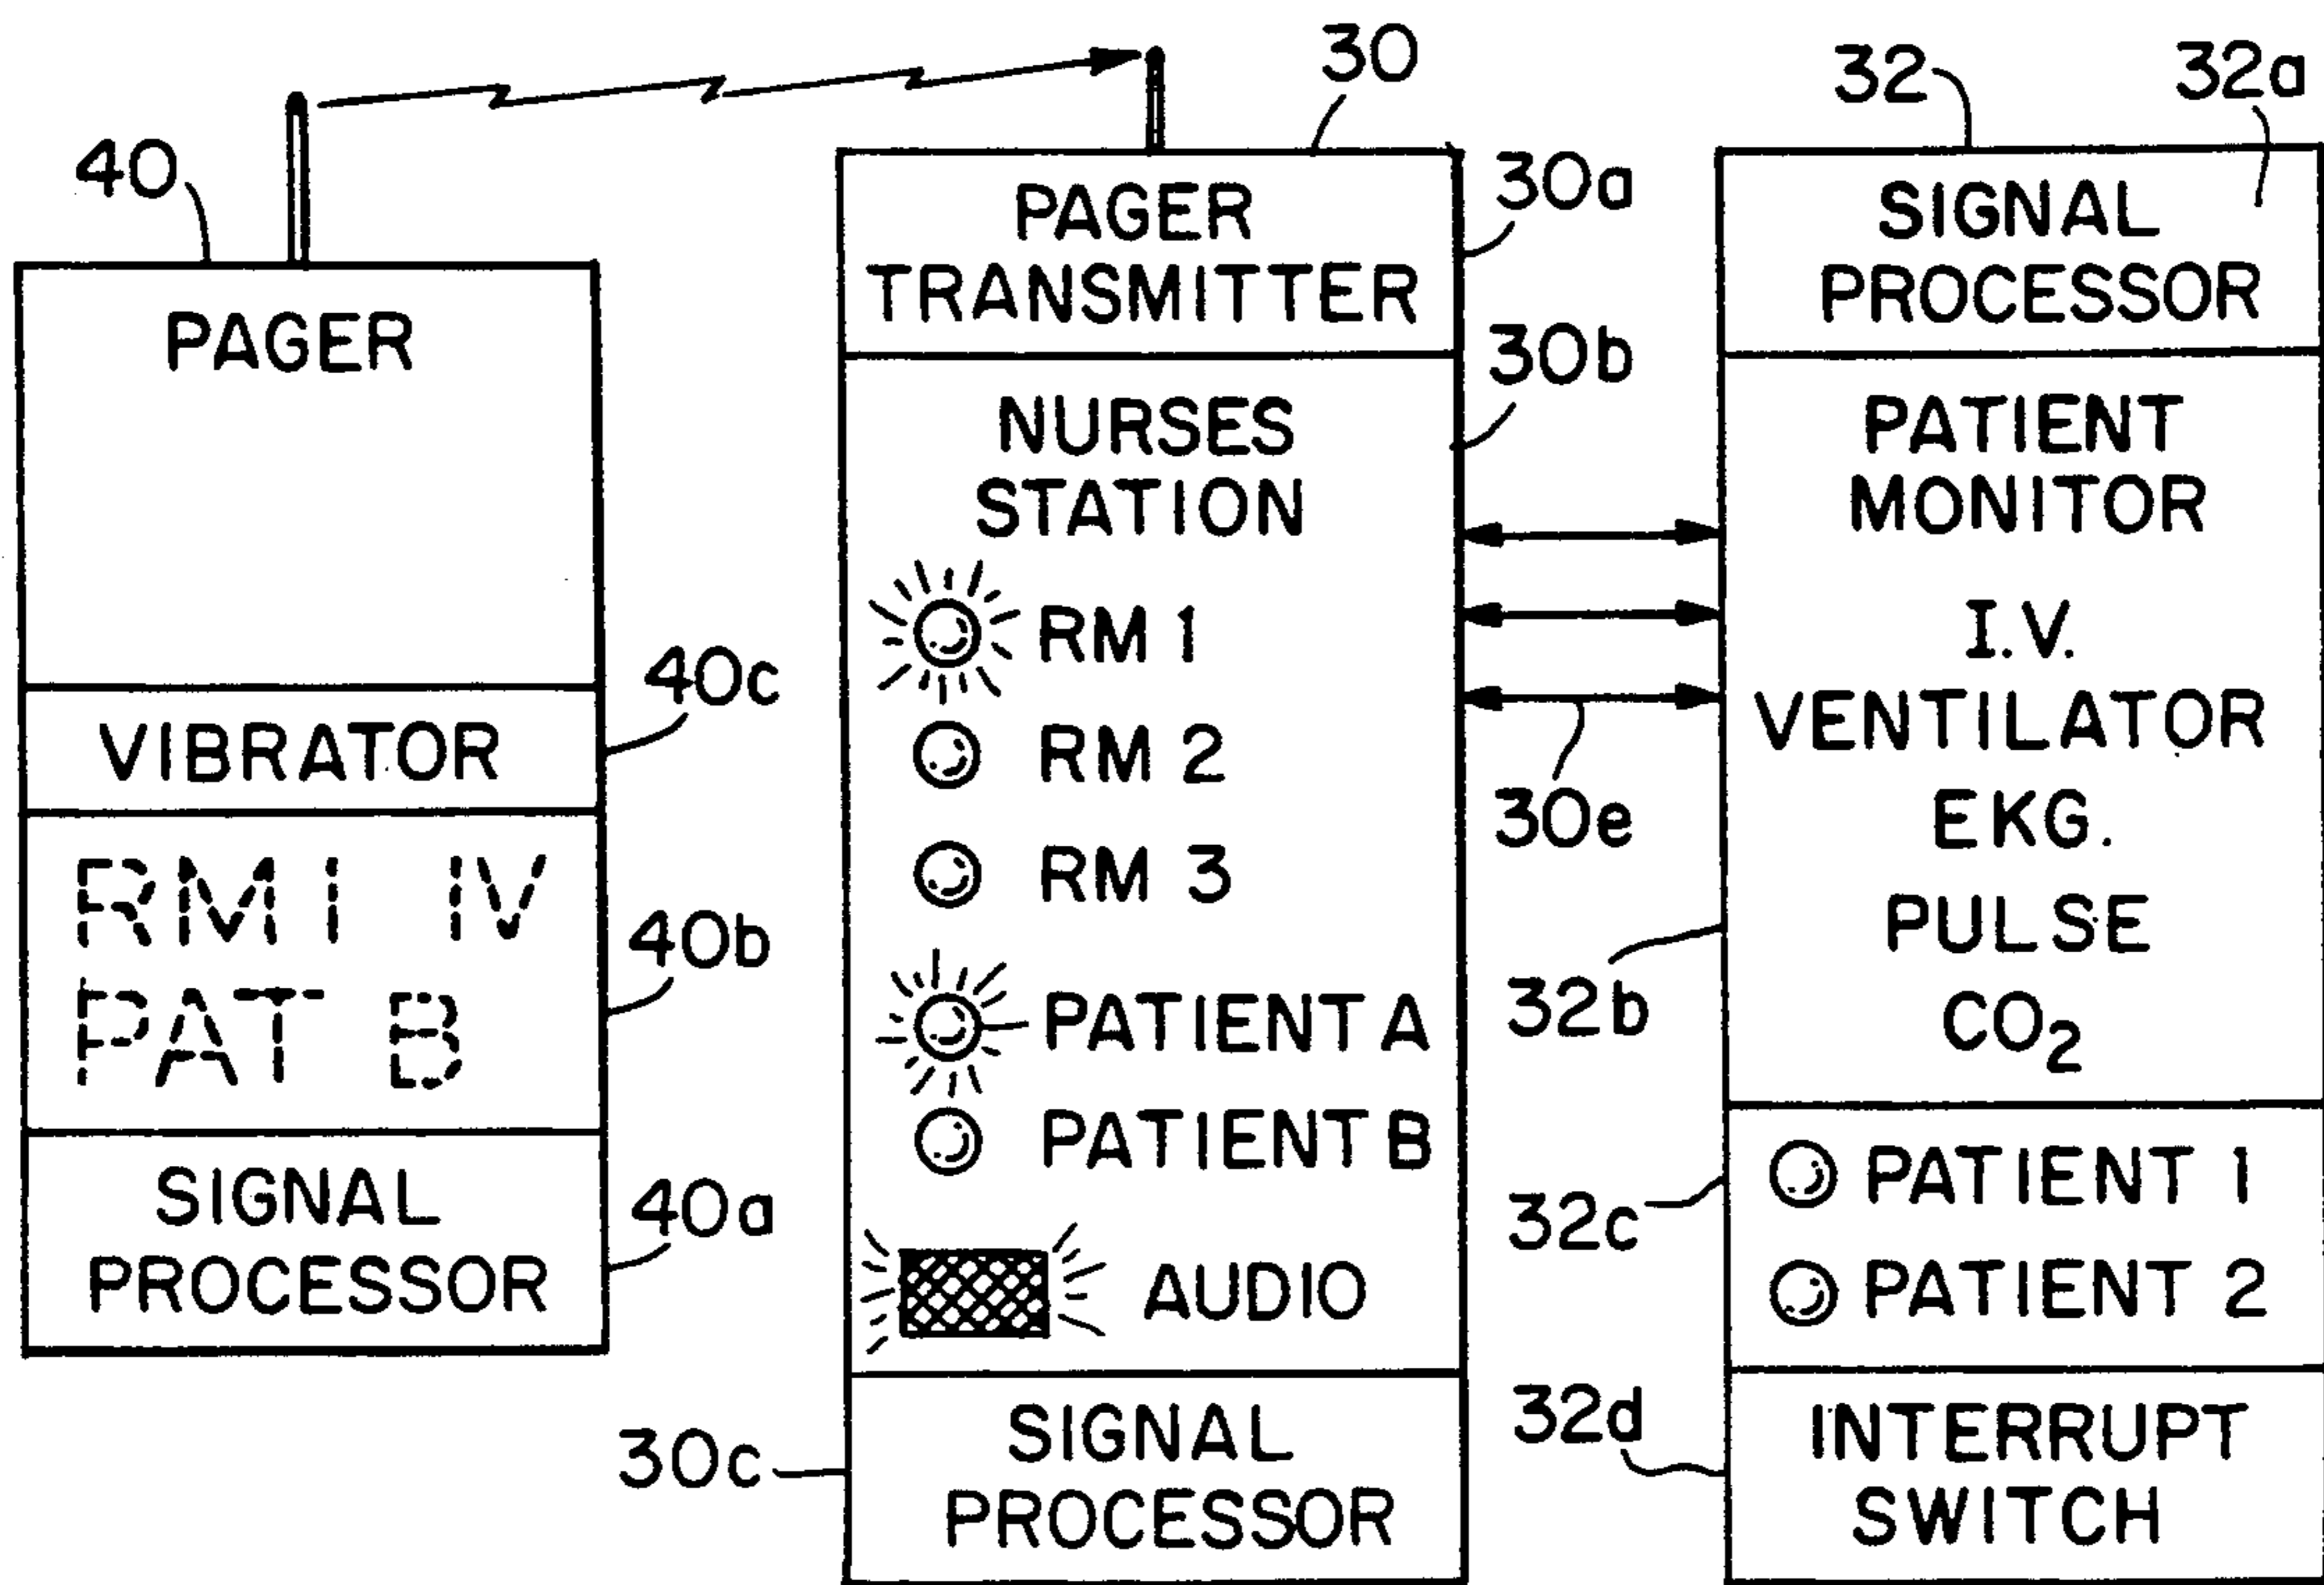 40
PAGER
40c
VIBRATOR
RM I IV
PAT B
40b
SIGNAL
PROCESSOR
40a
30
PAGER
TRANSMITTER
30a
30b
NURSES
STATION
RM 1
RM 2
RM 3
PATIENT A
PATIENT B
AUDIO
30c
SIGNAL
PROCESSOR
30e
32
32a
SIGNAL
PROCESSOR
PATIENT
MONITOR
I.V.
VENTILATOR
EKG.
PULSE
CO₂
32b
32c
PATIENT 1
PATIENT 2
32d
INTERRUPT
SWITCH